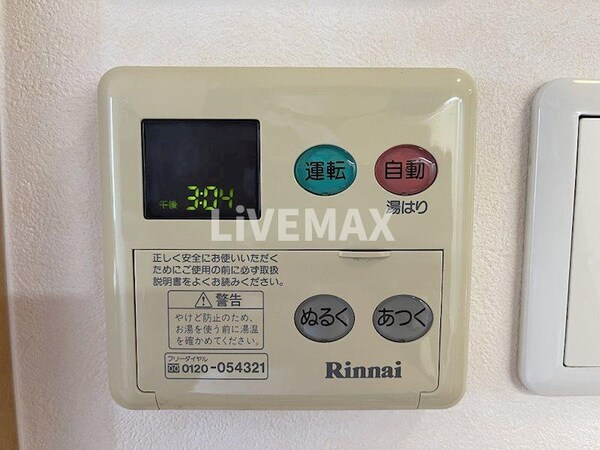 午後 3:04
運転
自動
湯はり
LiVEMAX
正しく安全にお使いいただく
ためにご使用の前に必ず取扱
説明書をよくお読みください。
警告
やけど防止のため、
お湯を使う前に湯温
を確かめてください。
フリーダイヤル
0120-054321
ぬるく
あつく
Rinnai